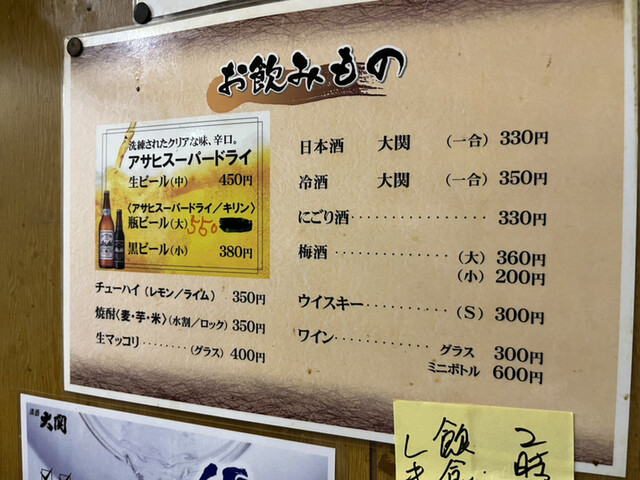 お飲みもの
洗練されたクリアな味、辛口。
アサヒスーパードライ
生ビール(中) 450円
〈アサヒスーパードライ/キリン〉
瓶ビール(大) 550
黒ビール(小) 380円
チューハイ(レモン/ライム) 350円
焼酎〈麦・芋・米〉(水割/ロック) 350円
生マッコリ………(グラス) 400円
日本酒 大関 (一合) 330円
冷酒 大関 (一合) 350円
にごり酒……………… 330円
梅酒………… (大) 360円
(小) 200円
ウイスキー………… (S) 300円
ワイン………… グラス 300円
ミニボトル 600円
大関
2時
飲食